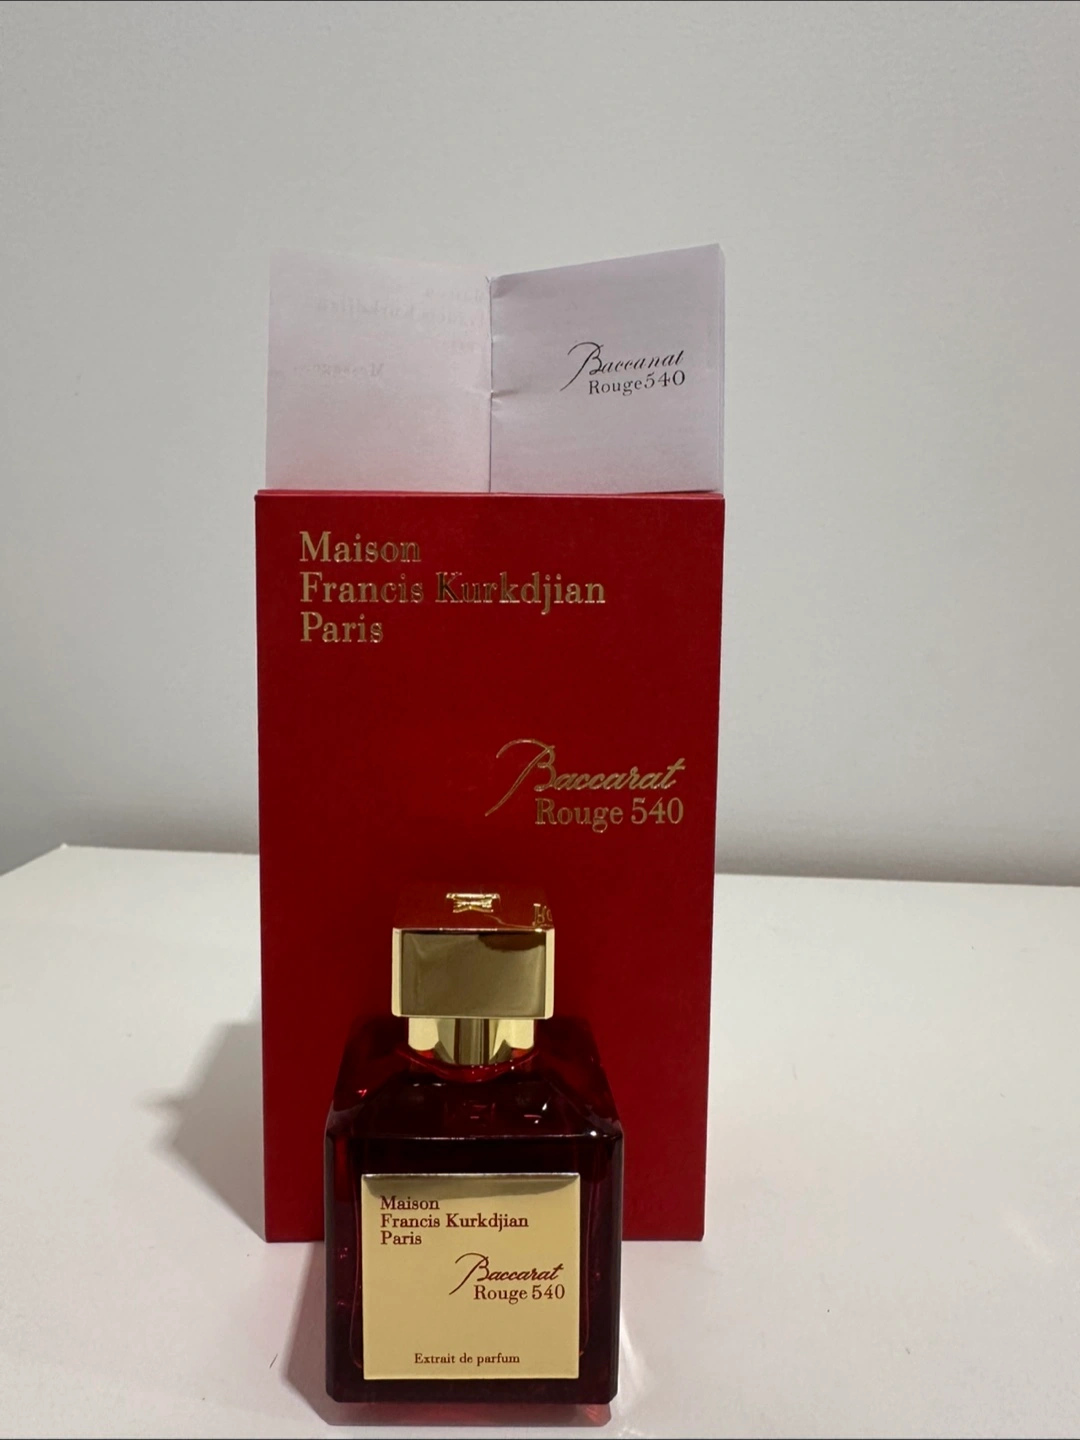 Baccanat
Rouge540
Maison
Francis Kurkdjian
Paris
Baccarat
Rouge 540
Maison
Francis Kurkdjian
Paris
Baccarat
Rouge 540
Extrait de parfum